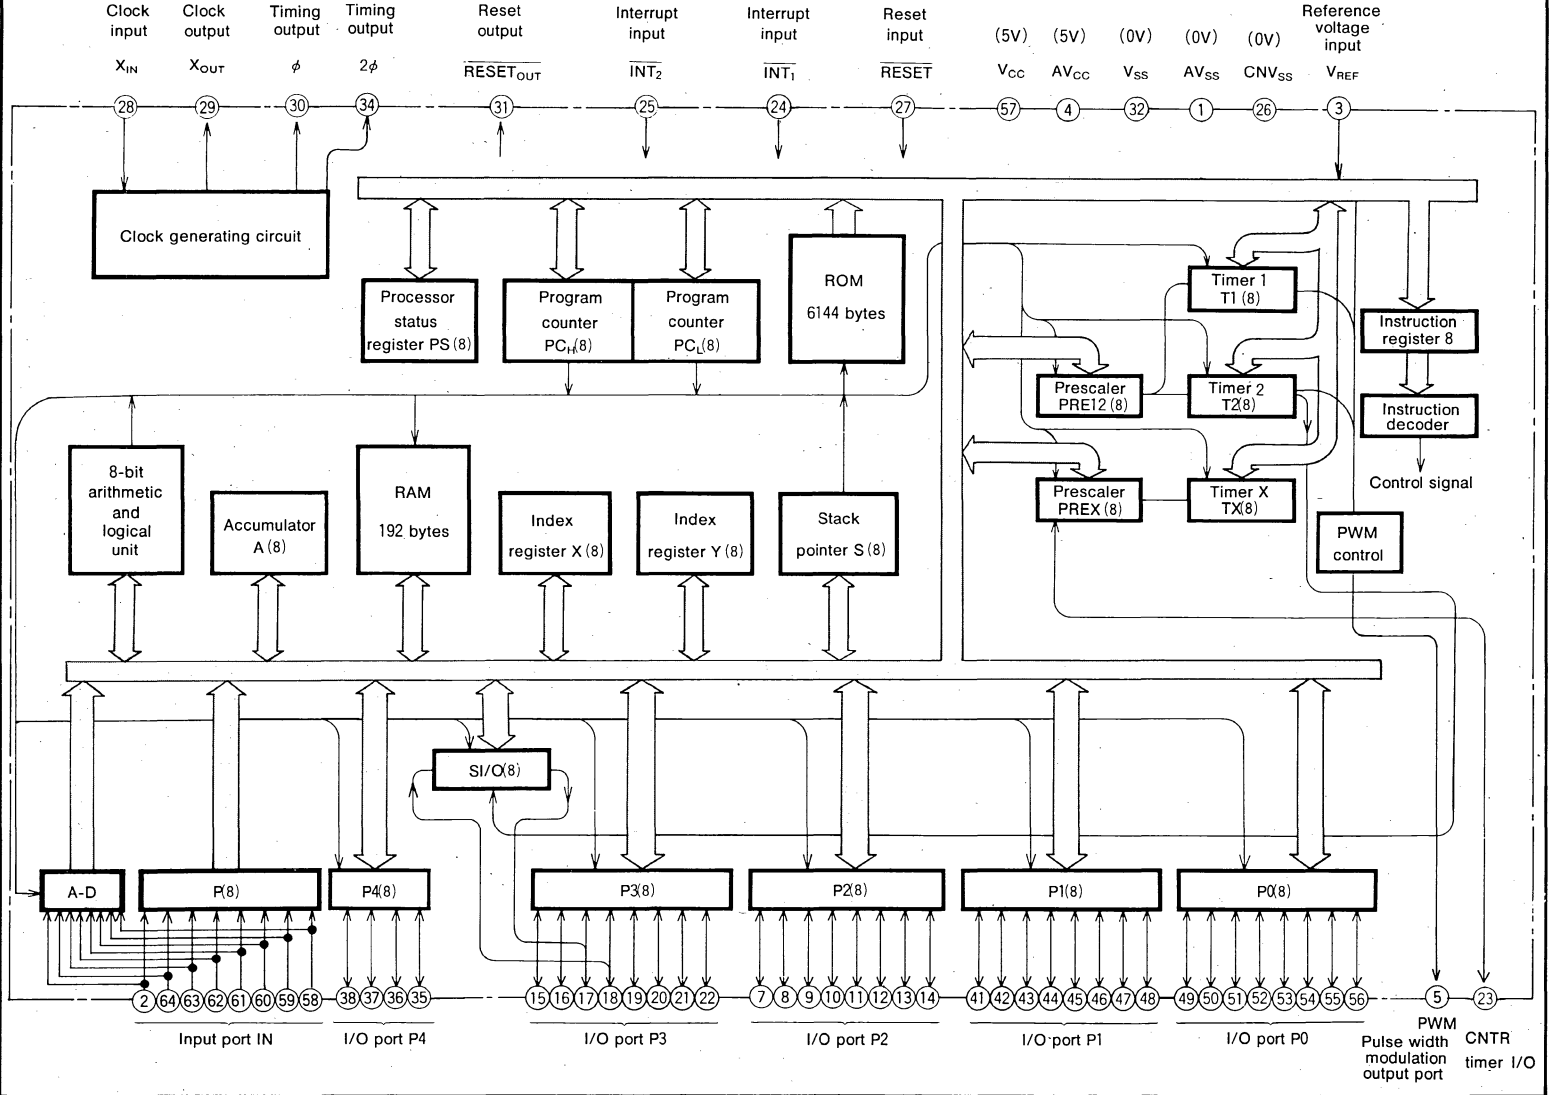 Clock input
Clock output
Timing output
Timing output
Reset output
Interrupt input
Interrupt input
Reset input
(5V)
(5V)
(0V)
(0V)
(0V)
Reference voltage input
XIN
XOUT
ϕ
2ϕ
RESETOUT
INT2
INT1
RESET
VCC
AVCC
VSS
AVSS
CNVSS
VREF
28
29
30
34
31
25
24
27
57
4
32
1
26
3
Clock generating circuit
Processor
status
register PS(8)
Program
counter
PCH(8)
Program
counter
PCL(8)
ROM
6144 bytes
Timer 1
T1(8)
Instruction
register 8
Prescaler
PRE12(8)
Timer 2
T2(8)
Instruction
decoder
Control signal
Prescaler
PREX(8)
Timer X
TX(8)
PWM
control
8-bit
arithmetic
and
logical
unit
Accumulator
A(8)
RAM
192 bytes
Index
register X(8)
Index
register Y(8)
Stack
pointer S(8)
SI/O(8)
A-D
P(8)
P4(8)
P3(8)
P2(8)
P1(8)
P0(8)
2 64 63 62 61 60 59 58
38 37 36 35
15 16 17 18 19 20 21 22
7 8 9 10 11 12 13 14
41 42 43 44 45 46 47 48
49 50 51 52 53 54 55 56
5
23
Input port IN
I/O port P4
I/O port P3
I/O port P2
I/O port P1
I/O port P0
PWM
Pulse width
modulation
output port
CNTR
timer I/O